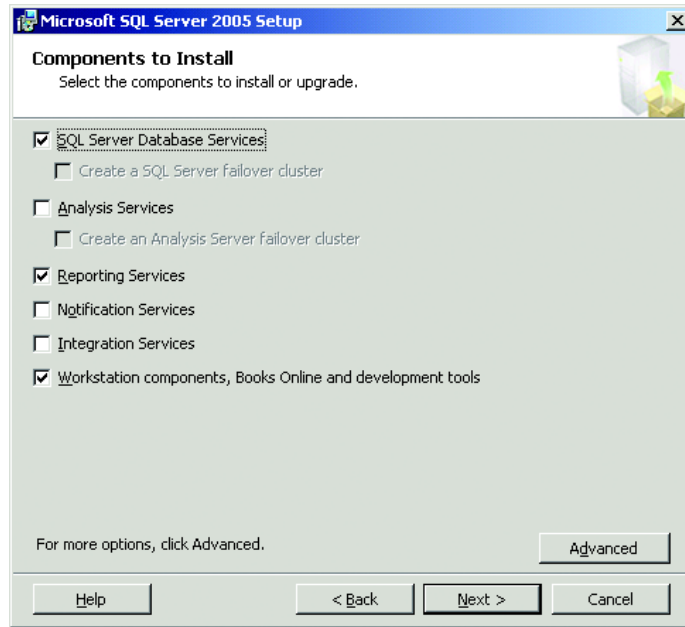 Microsoft SQL Server 2005 Setup
Components to Install
Select the components to install or upgrade.
SQL Server Database Services
Create a SQL Server failover cluster
Analysis Services
Create an Analysis Server failover cluster
Reporting Services
Notification Services
Integration Services
Workstation components, Books Online and development tools
For more options, click Advanced.
Advanced
Help
< Back
Next >
Cancel